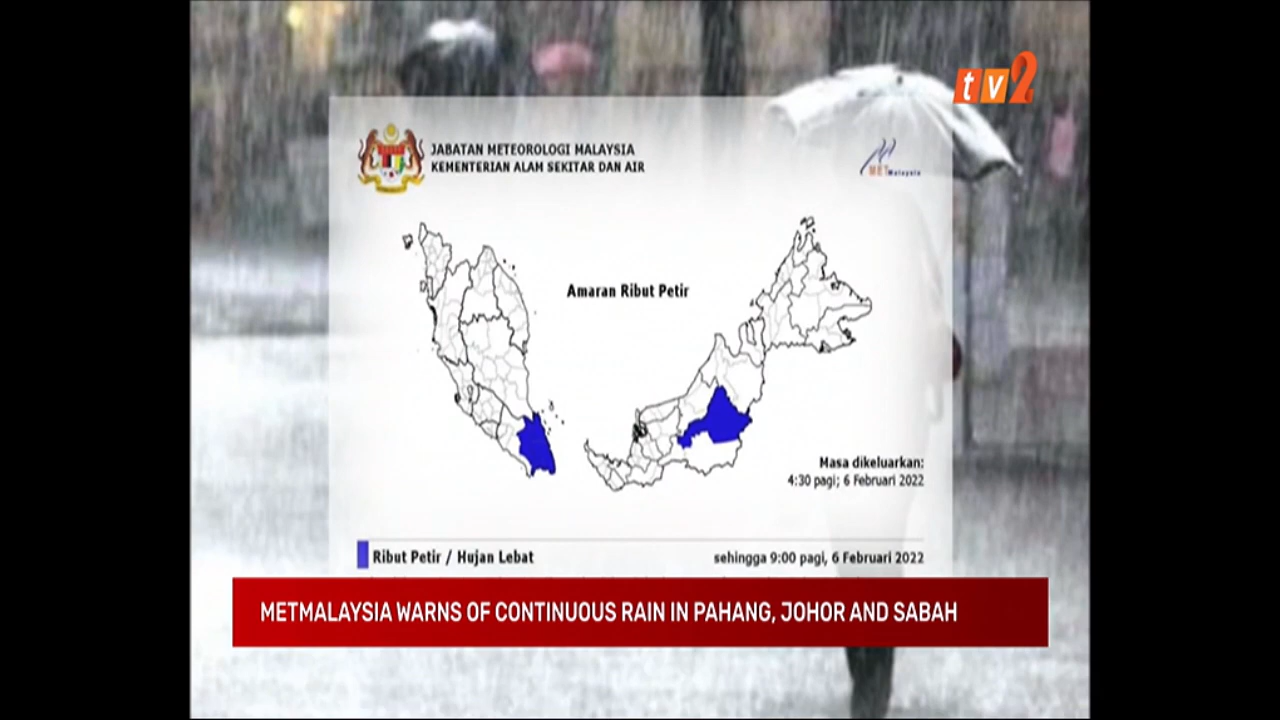 tv2
JABATAN METEOROLOGI MALAYSIA
KEMENTERIAN ALAM SEKITAR DAN AIR
METMalaysia
Amaran Ribut Petir
Masa dikeluarkan:
4:30 pagi; 6 Februari 2022
Ribut Petir / Hujan Lebat
sehingga 9:00 pagi, 6 Februari 2022
METMALAYSIA WARNS OF CONTINUOUS RAIN IN PAHANG, JOHOR AND SABAH